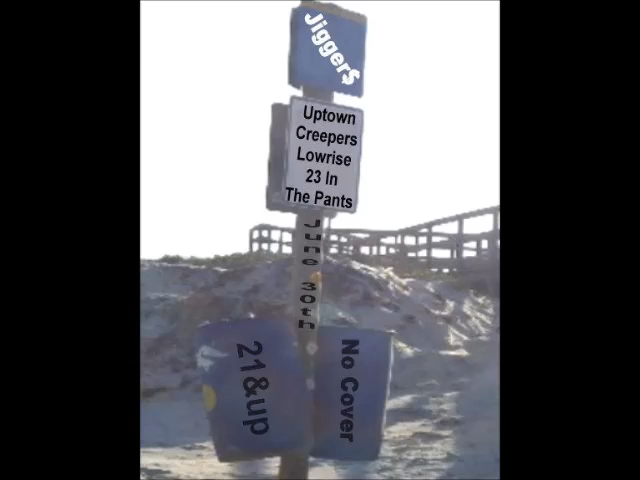 Jigger$
Uptown
Creepers
Lowrise
23 In
The Pants
June 30th
21&up
No Cover